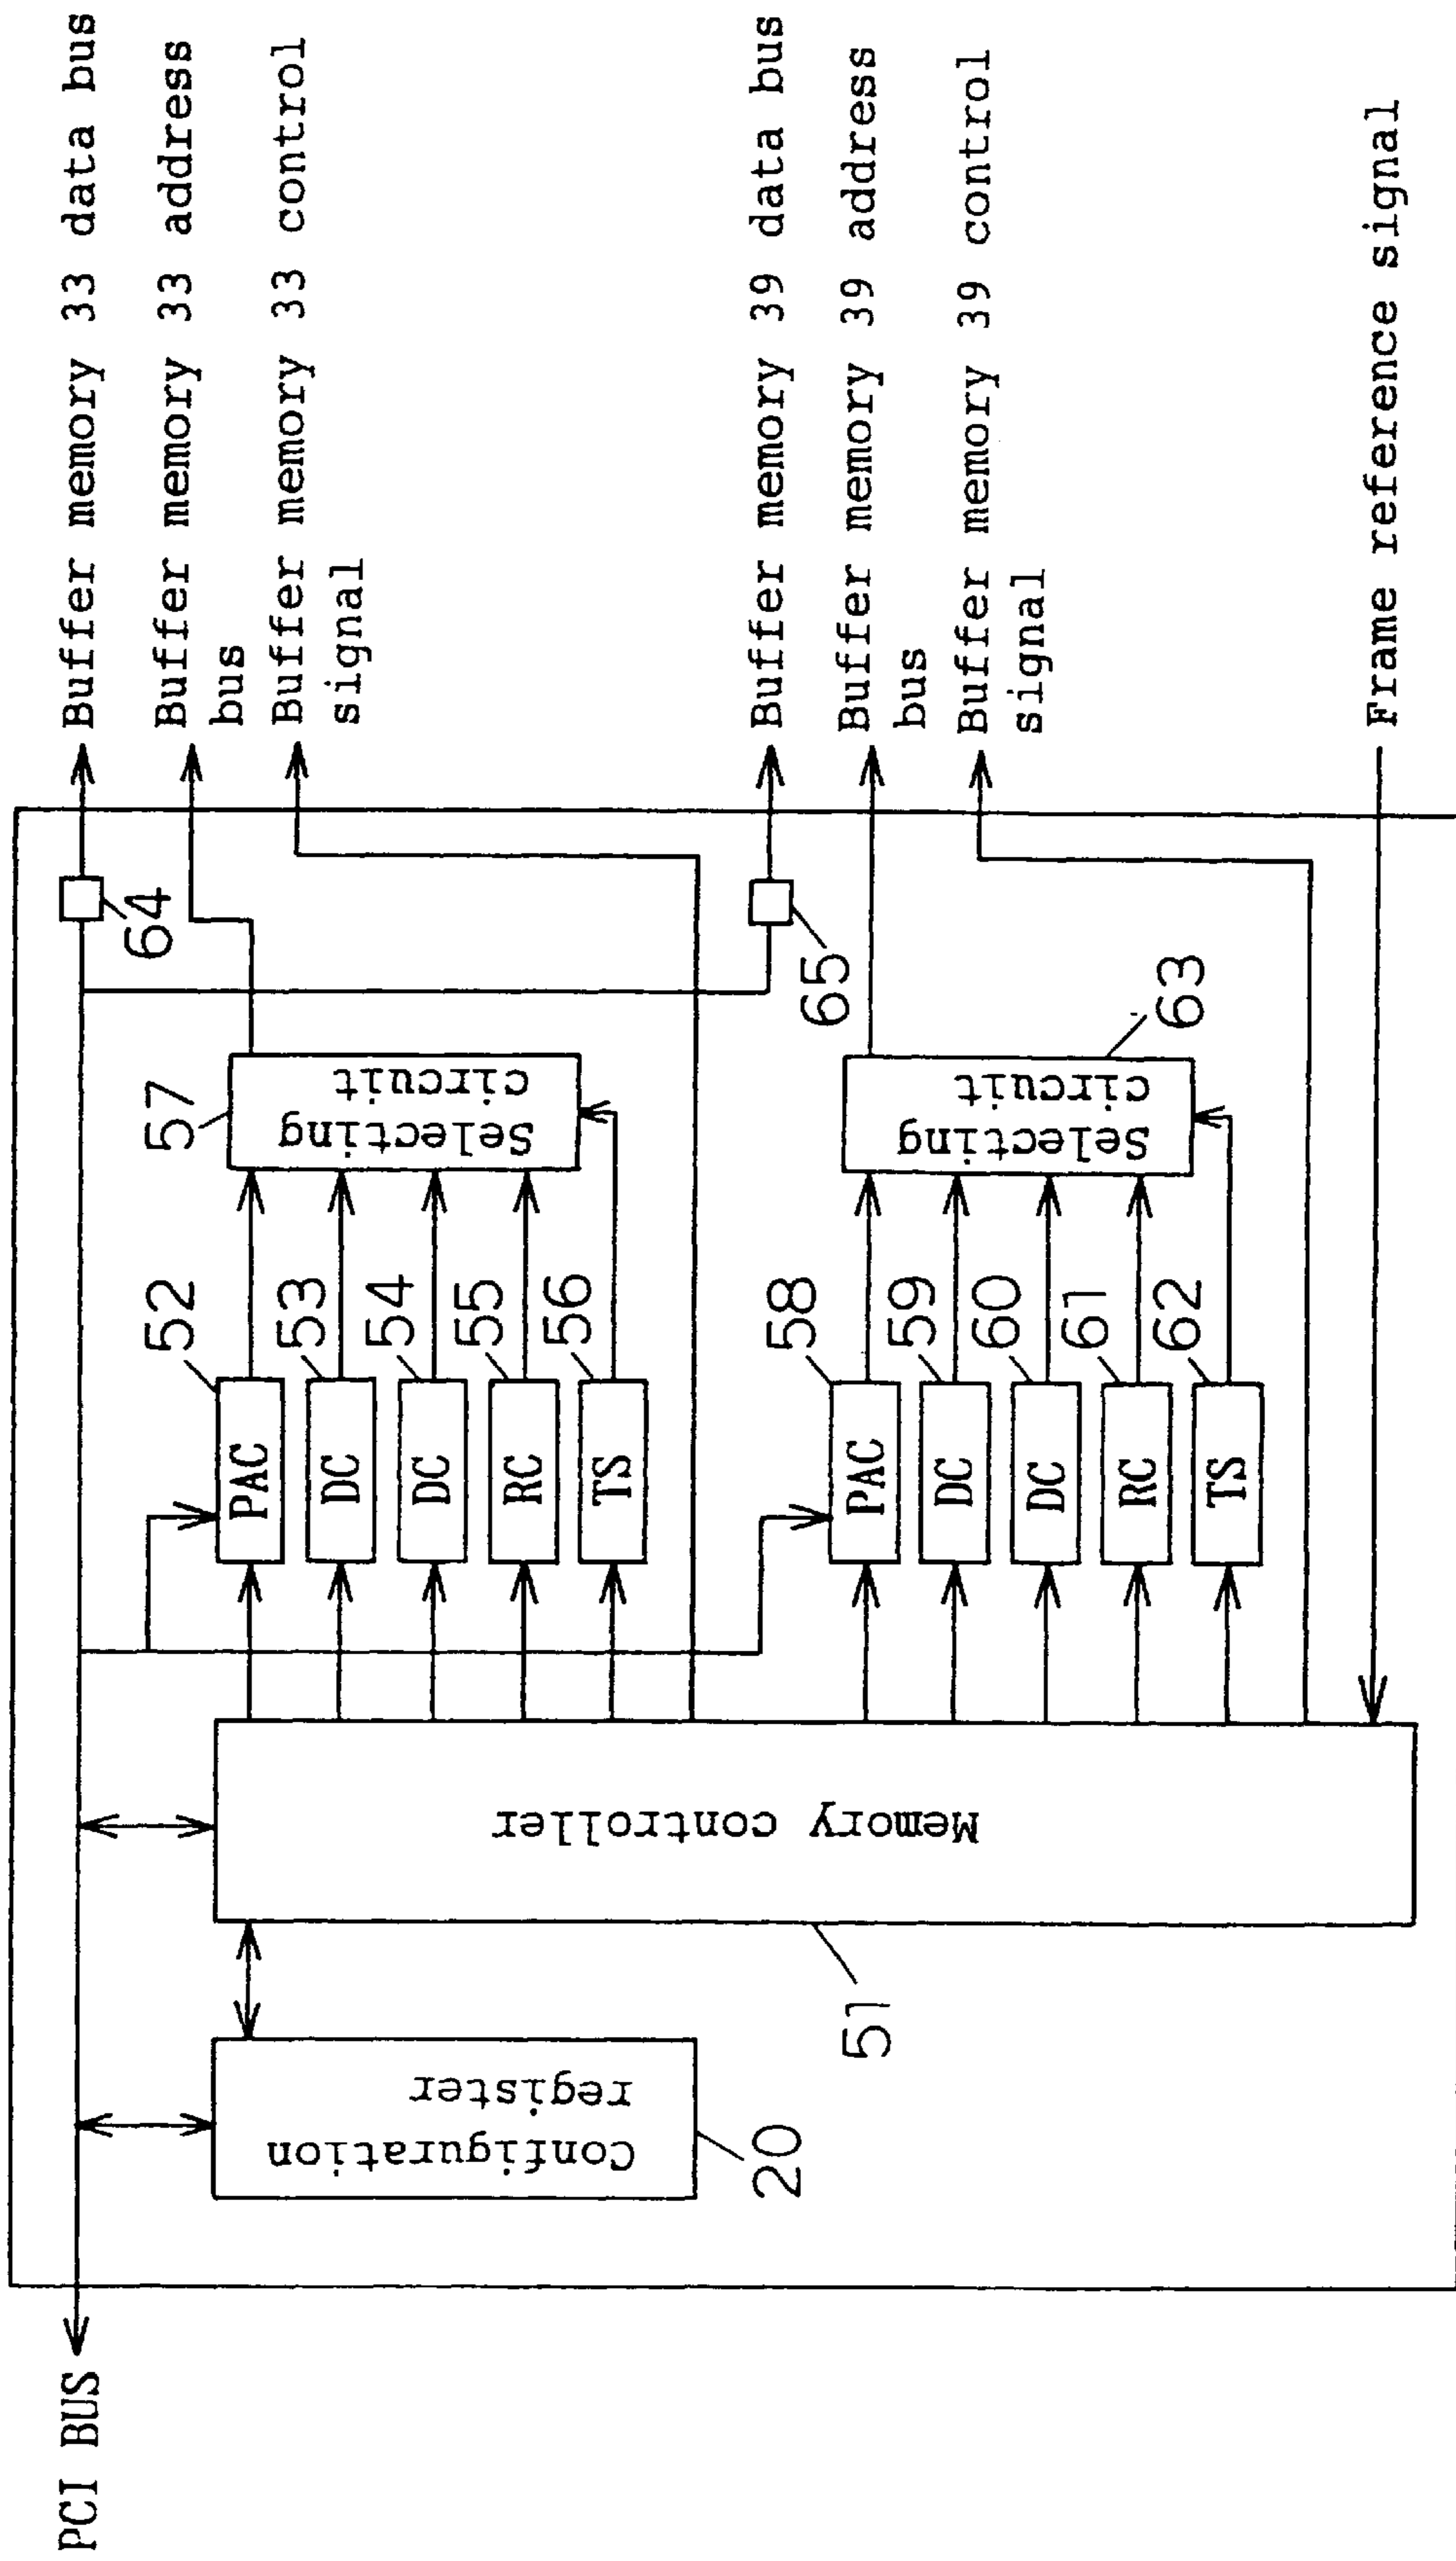 PCI BUS
Buffer memory 33 data bus
Buffer memory 33 address
bus
Buffer memory 33 control
signal
Buffer memory 39 data bus
Buffer memory 39 address
bus
Buffer memory 39 control
signal
Frame reference signal
64
65
57
Selecting
circuit
63
Selecting
circuit
52
PAC
53
DC
54
DC
55
RC
56
TS
58
PAC
59
DC
60
DC
61
RC
62
TS
Memory controller
51
Configuration
register
20